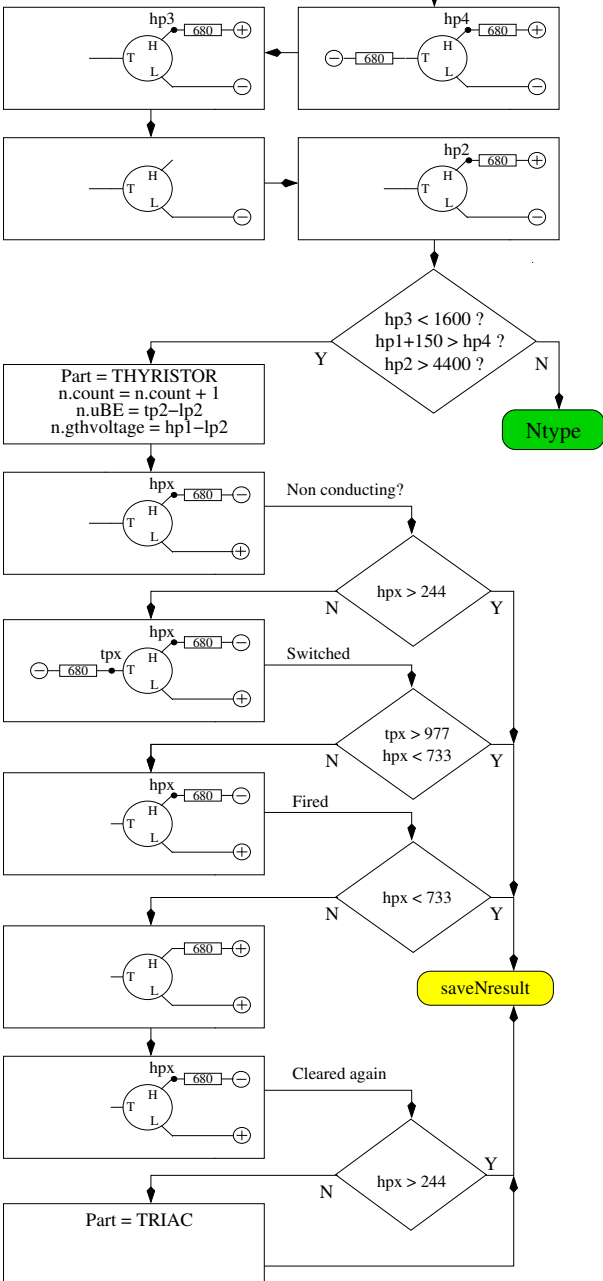 hp3
H 680 +
T
L
−
hp4
H 680 +
− 680 T
L
−
H
T
L
−
hp2
H 680 +
T
L
−
hp3 < 1600 ?
hp1+150 > hp4 ?
hp2 > 4400 ?
Y
N
Ntype
Part = THYRISTOR
n.count = n.count + 1
n.uBE = tp2−lp2
n.gthvoltage = hp1−lp2
hpx
H 680 −
T
L
+
Non conducting?
hpx > 244
N
Y
hpx
H 680 −
tpx
− 680 T
L
+
Switched
tpx > 977
hpx < 733
N
Y
hpx
H 680 −
T
L
+
Fired
hpx < 733
N
Y
H 680 +
T
L
+
saveNresult
hpx
H 680 −
T
L
+
Cleared again
hpx > 244
N
Y
Part = TRIAC